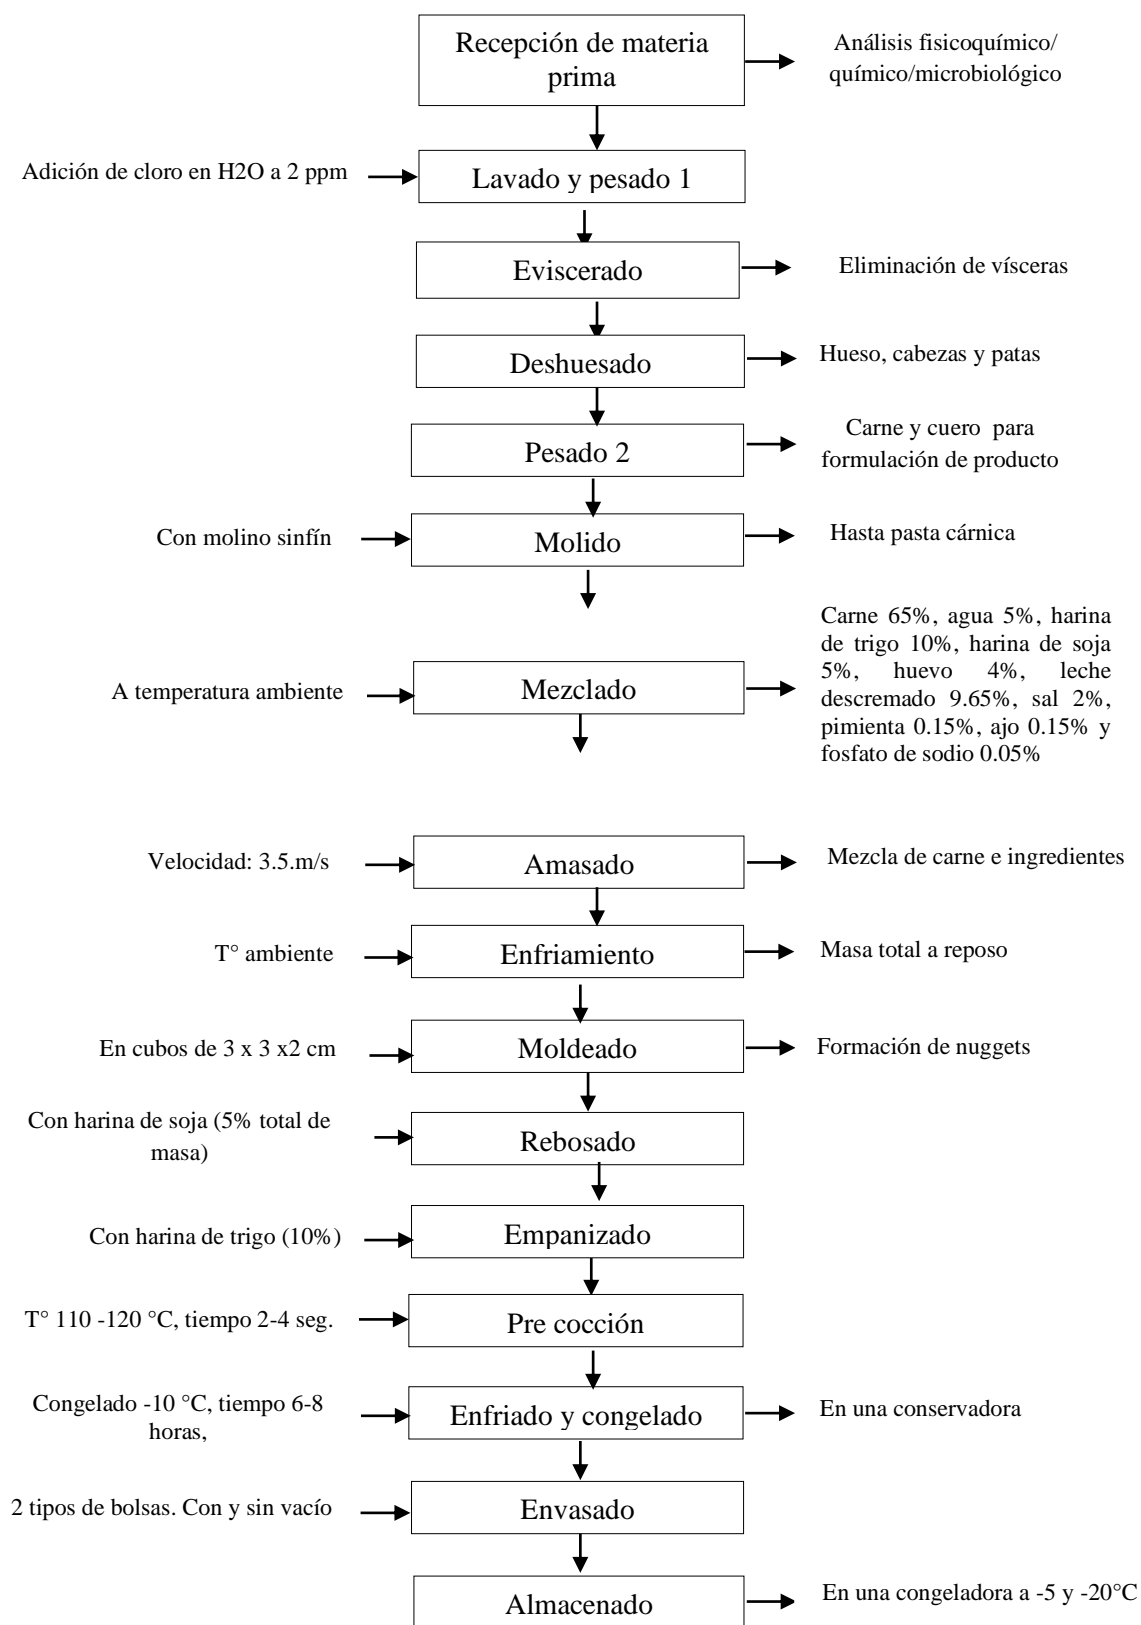 Recepción de materia
prima
Análisis fisicoquímico/
químico/microbiológico
Adición de cloro en H2O a 2 ppm
Lavado y pesado 1
Eviscerado
Eliminación de vísceras
Deshuesado
Hueso, cabezas y patas
Pesado 2
Carne y cuero para
formulación de producto
Con molino sinfín
Molido
Hasta pasta cárnica
A temperatura ambiente
Mezclado
Carne 65%, agua 5%, harina
de trigo 10%, harina de soja
5%, huevo 4%, leche
descremado 9.65%, sal 2%,
pimienta 0.15%, ajo 0.15% y
fosfato de sodio 0.05%
Velocidad: 3.5.m/s
Amasado
Mezcla de carne e ingredientes
T° ambiente
Enfriamiento
Masa total a reposo
En cubos de 3 x 3 x2 cm
Moldeado
Formación de nuggets
Con harina de soja (5% total de
masa)
Rebosado
Con harina de trigo (10%)
Empanizado
T° 110 -120 °C, tiempo 2-4 seg.
Pre cocción
Congelado -10 °C, tiempo 6-8
horas,
Enfriado y congelado
En una conservadora
2 tipos de bolsas. Con y sin vacío
Envasado
Almacenado
En una congeladora a -5 y -20°C